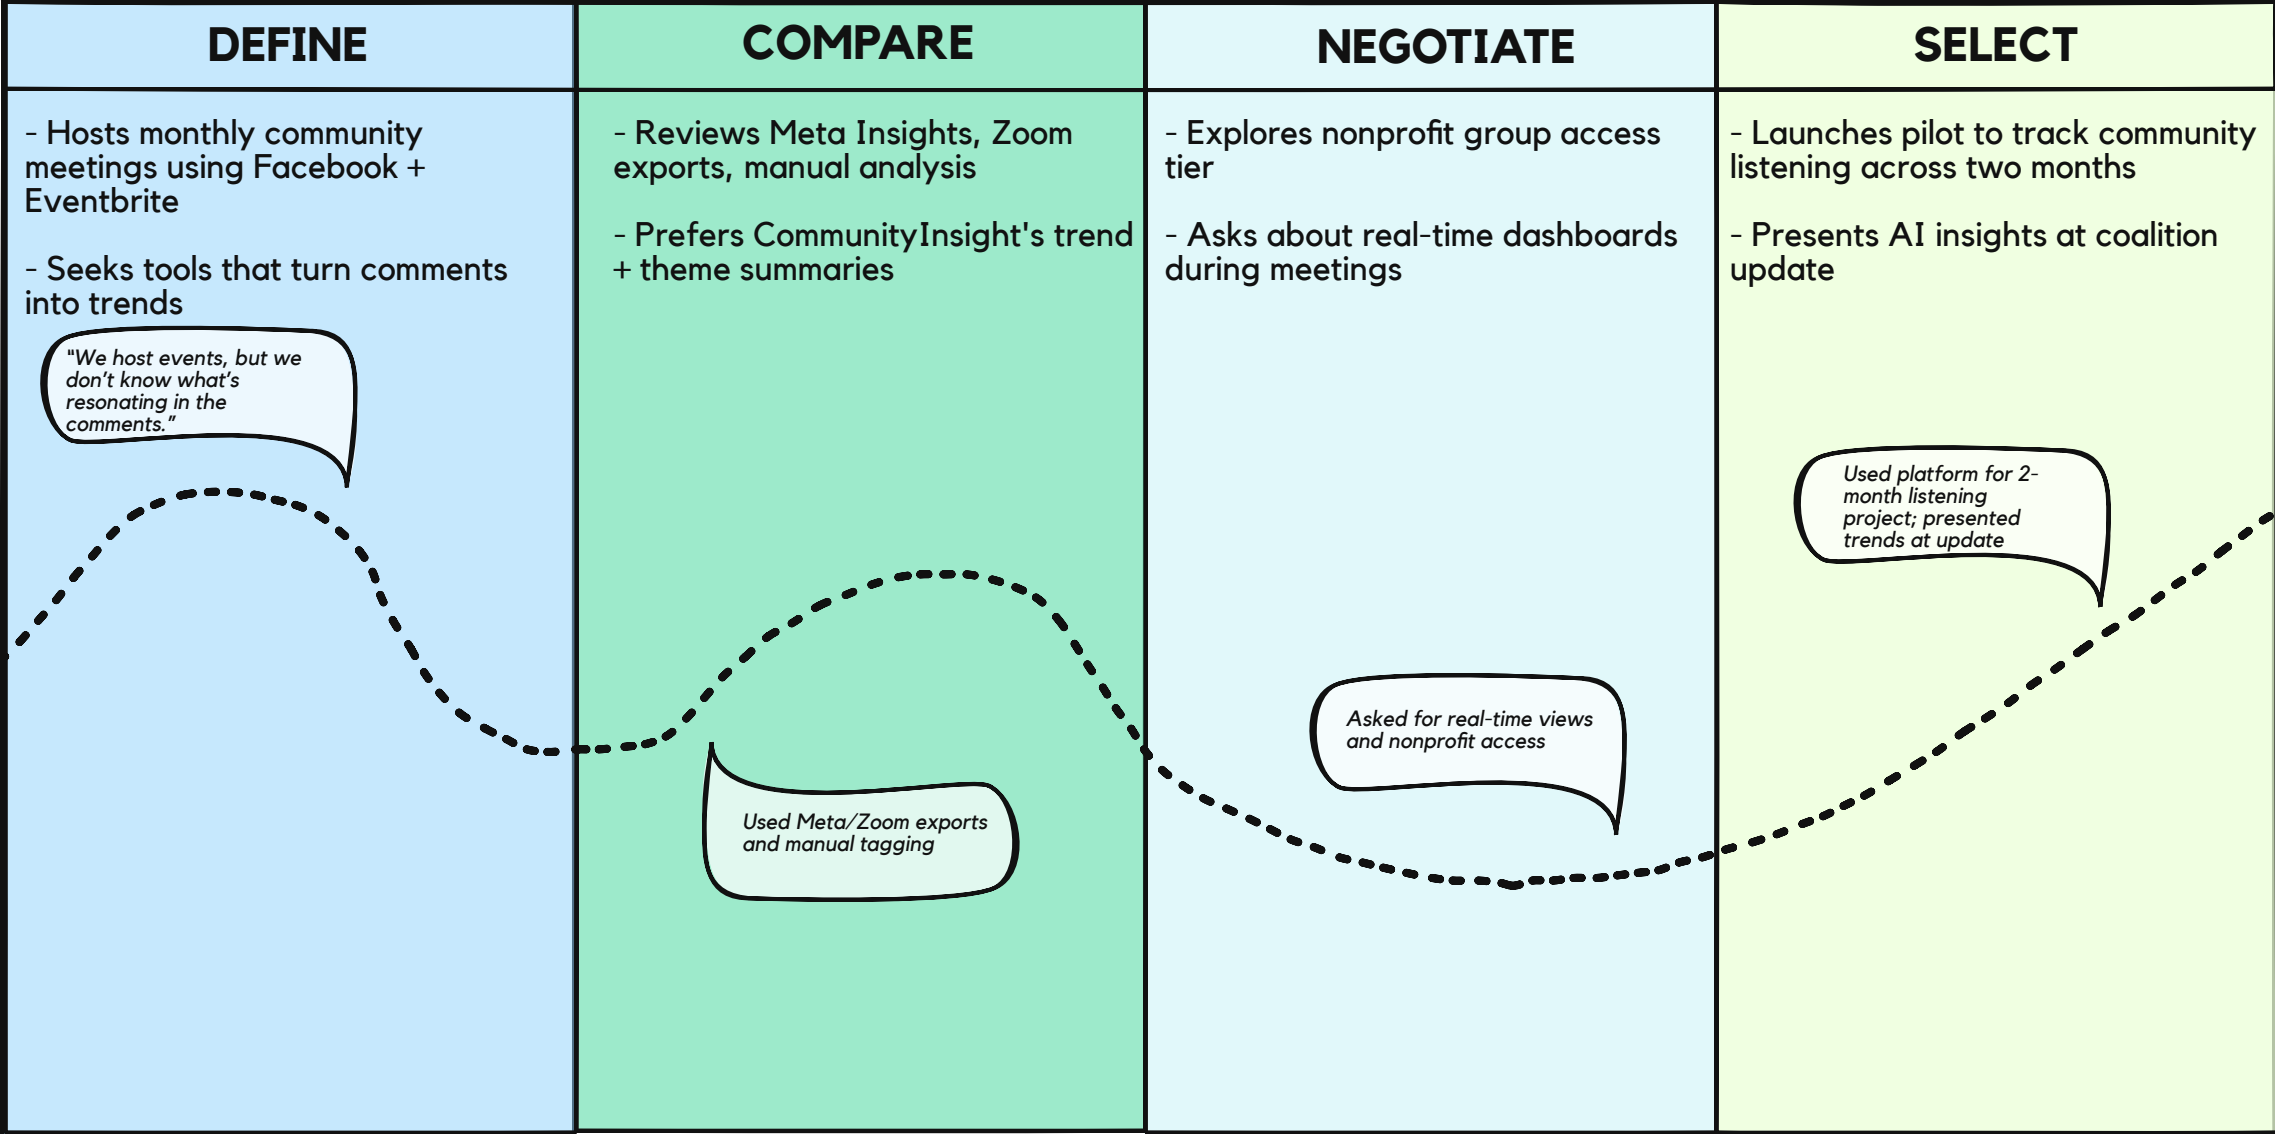 DEFINE
- Hosts monthly community
meetings using Facebook +
Eventbrite
- Seeks tools that turn comments
into trends
"We host events, but we
don’t know what’s
resonating in the
comments.”
COMPARE
- Reviews Meta Insights, Zoom
exports, manual analysis
- Prefers CommunityInsight's trend
+ theme summaries
Used Meta/Zoom exports
and manual tagging
NEGOTIATE
- Explores nonprofit group access
tier
- Asks about real-time dashboards
during meetings
Asked for real-time views
and nonprofit access
SELECT
- Launches pilot to track community
listening across two months
- Presents AI insights at coalition
update
Used platform for 2-
month listening
project; presented
trends at update